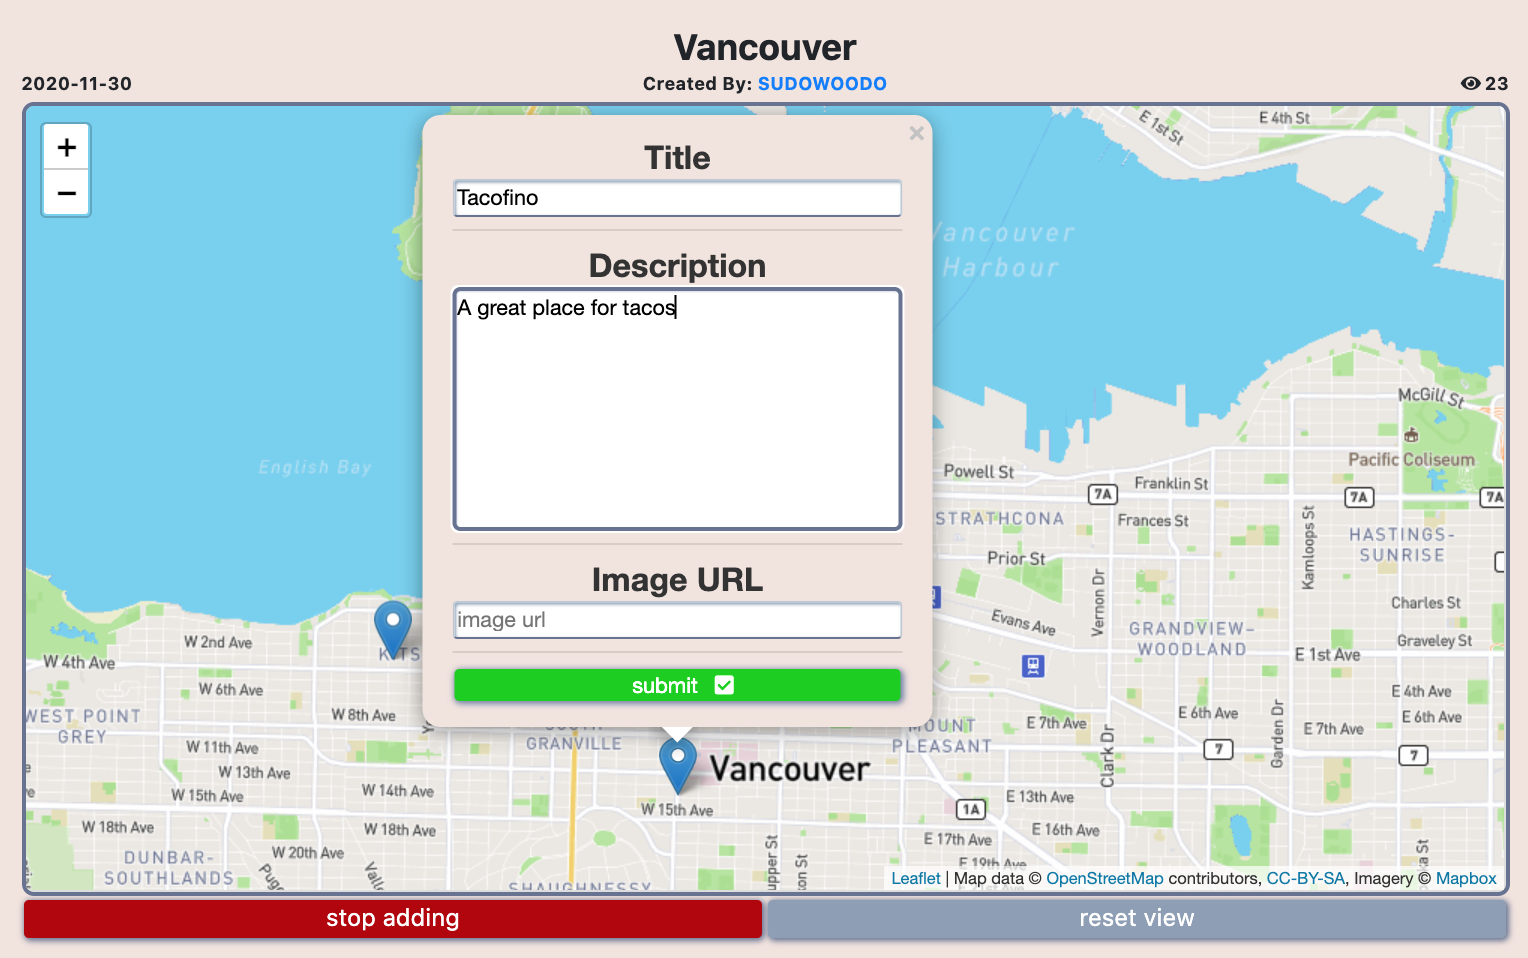 Vancouver
2020-11-30
Created By: SUDOWOODO
23
+
−
×
Title
Tacofino
Description
A great place for tacos
Image URL
image url
submit
E 1st St
E 4th St
Vancouver
Harbour
English Bay
McGill St
Pacific Coliseum
Powell St
Franklin St
7A
7A
7A
STRATHCONA
Frances St
Kamloops St
HASTINGS-
SUNRISE
Prior St
Vernon Dr
Evans Ave
Charles St
GRANDVIEW-
WOODLAND
Graveley St
E 1st Ave
W 2nd Ave
KITS
W 4th Ave
W 6th Ave
E 4th Ave
WEST POINT
GREY
W 8th Ave
GRANVILLE
MOUNT
PLEASANT
E 7th Ave
E 6th Ave
E 6th Ave
Garden Dr
E 7th Ave
Clark Dr
7
7
W 11th Ave
W 13th Ave
Vancouver
W 14th Ave
W 15th Ave
W 15th Ave
1A
E 13th Ave
W 18th Ave
W 18th Ave
E 16th Ave
E 17th Ave
W 20th Ave
DUNBAR-
SOUTHLANDS
E 19th Ave
SHAUGHNESSY
Leaflet | Map data © OpenStreetMap contributors, CC-BY-SA, Imagery © Mapbox
stop adding
reset view